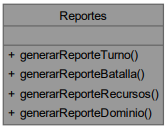 Reportes
+ generarReporteTurno()
+ generarReporteBatalla()
+ generarReporteRecursos()
+ generarReporteDominio()